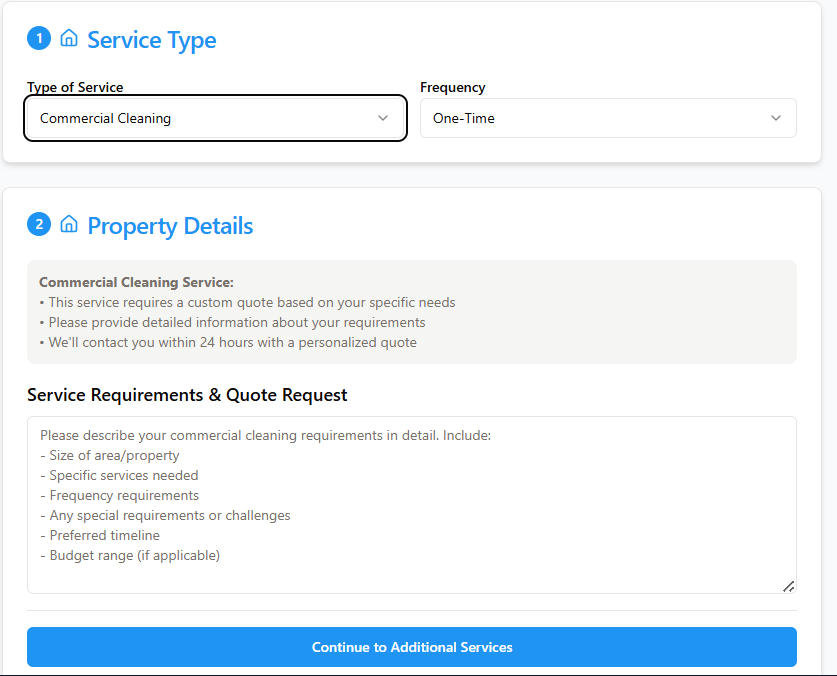 1 Service Type
Type of Service
Frequency
Commercial Cleaning
One-Time
2 Property Details
Commercial Cleaning Service:
• This service requires a custom quote based on your specific needs
• Please provide detailed information about your requirements
• We'll contact you within 24 hours with a personalized quote
Service Requirements & Quote Request
Please describe your commercial cleaning requirements in detail. Include:
- Size of area/property
- Specific services needed
- Frequency requirements
- Any special requirements or challenges
- Preferred timeline
- Budget range (if applicable)
Continue to Additional Services